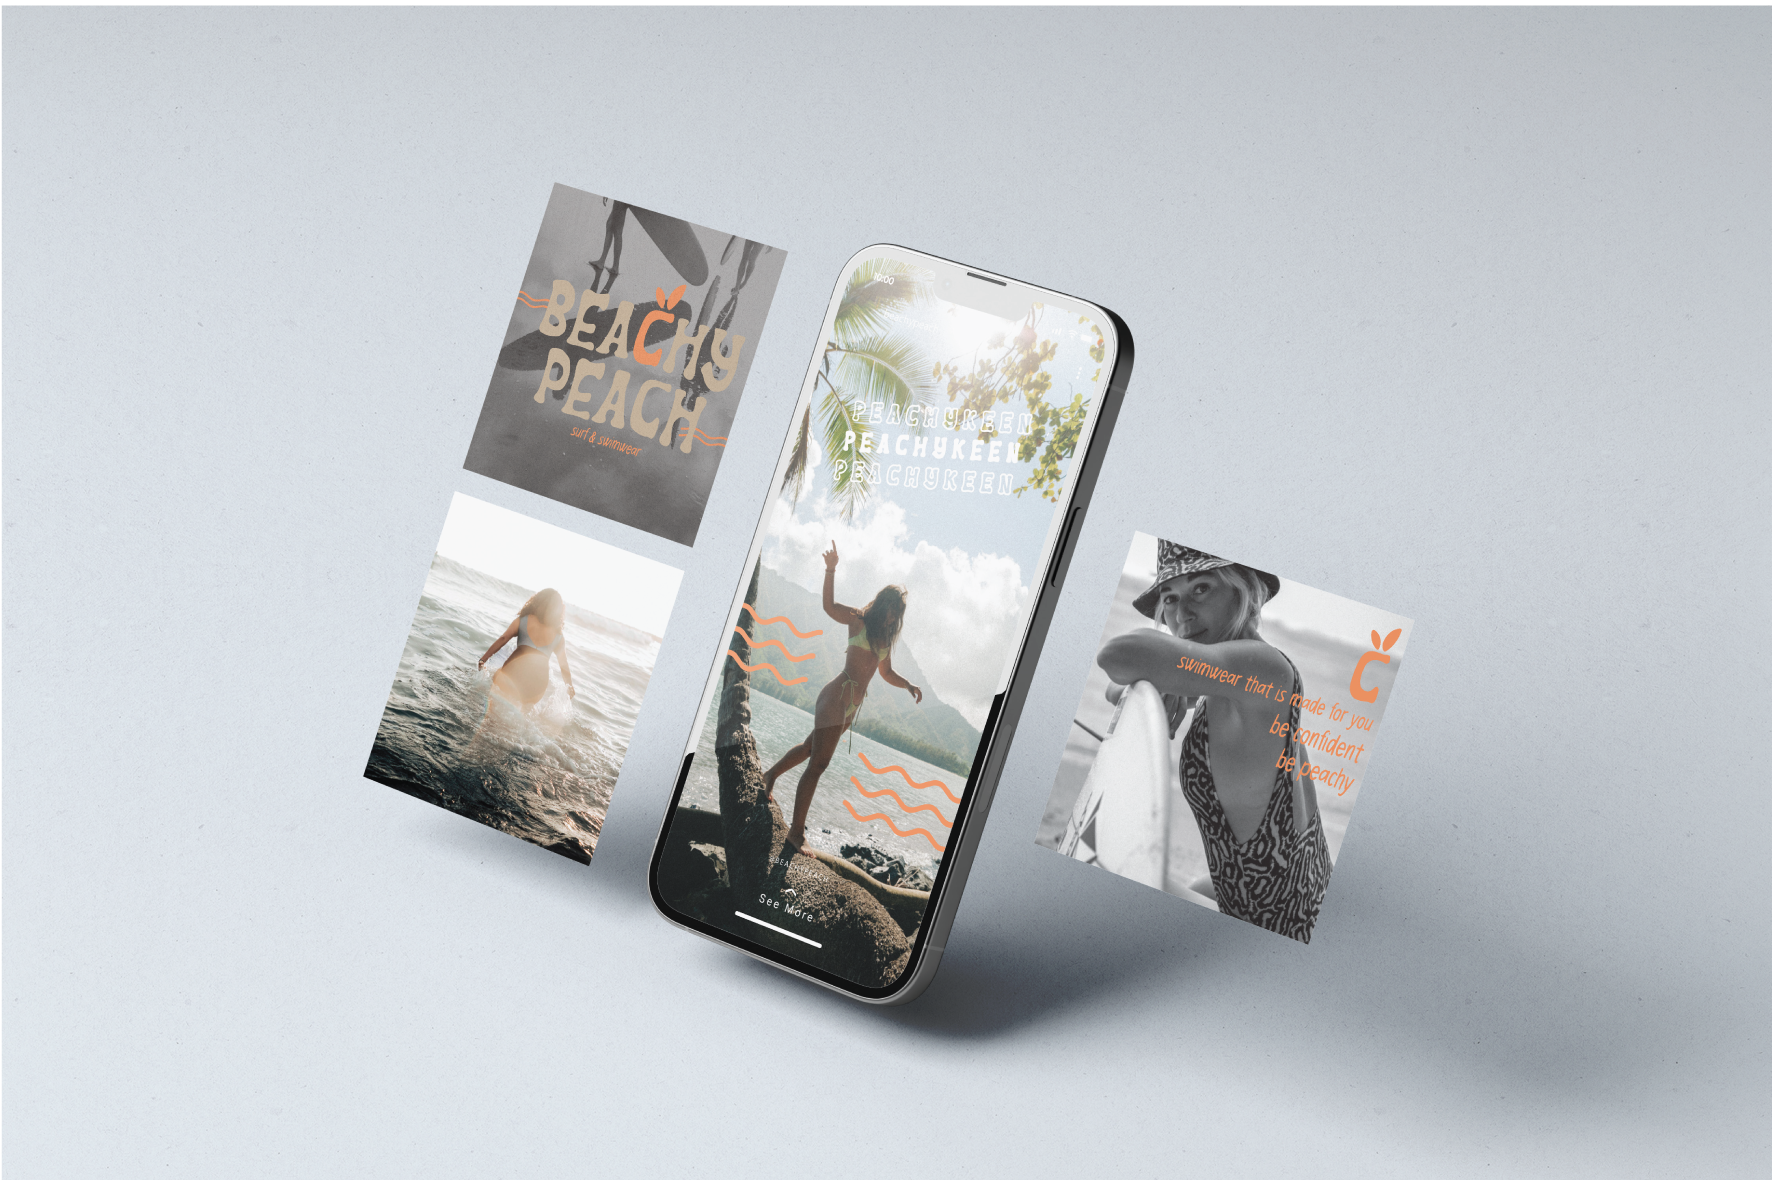 BEACHY
PEACH
surf & swimwear
10:00
PEACHYKEEN
PEACHYKEEN
PEACHYKEEN
See More
C
swimwear that is made for you
be confident
be peachy